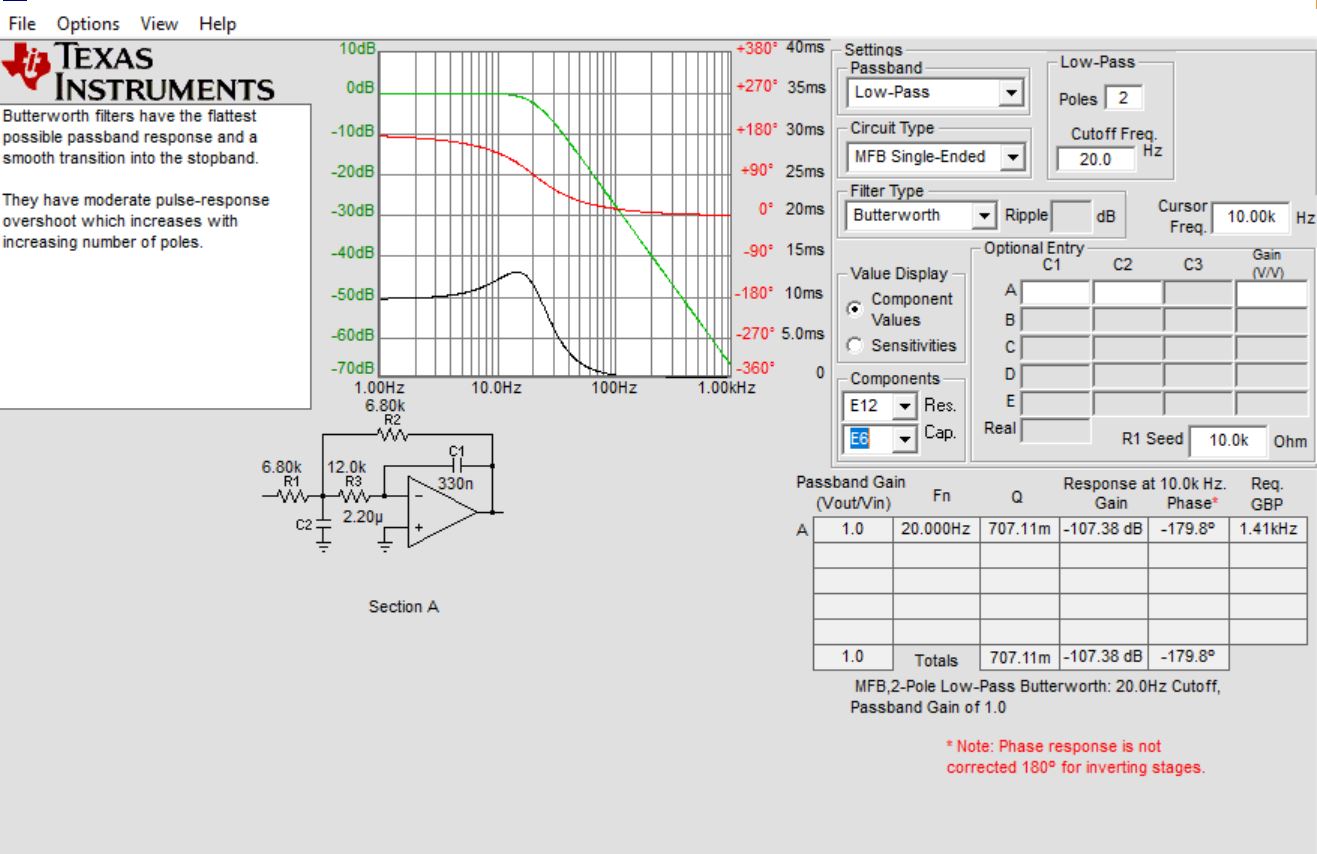 File Options View Help
TEXAS
INSTRUMENTS
Butterworth filters have the flattest
possible passband response and a
smooth transition into the stopband.
They have moderate pulse-response
overshoot which increases with
increasing number of poles.
10dB
0dB
-10dB
-20dB
-30dB
-40dB
-50dB
-60dB
-70dB
+380° 40ms
+270° 35ms
+180° 30ms
+90° 25ms
0° 20ms
-90° 15ms
-180° 10ms
-270° 5.0ms
-360° 0
1.00Hz 10.0Hz 100Hz 1.00kHz
6.80k
R2
C1
6.80k 12.0k
R1 R3 330n
C2 2.20µ
Section A
Settings
Passband
Low-Pass
Circuit Type
MFB Single-Ended
Filter Type
Butterworth Ripple dB
Low-Pass
Poles 2
Cutoff Freq.
20.0 Hz
Cursor
Freq. 10.00k Hz
Value Display
Component
Values
Sensitivities
Components
E12 Res.
E6 Cap.
Optional Entry
C1 C2 C3 Gain
(V/V)
A
B
C
D
E
Real
R1 Seed 10.0k Ohm
Passband Gain Fn Q Response at 10.0k Hz. Req.
(Vout/Vin) Gain Phase* GBP
A 1.0 20.000Hz 707.11m -107.38 dB -179.8º 1.41kHz
1.0 Totals 707.11m -107.38 dB -179.8º
MFB,2-Pole Low-Pass Butterworth: 20.0Hz Cutoff,
Passband Gain of 1.0
* Note: Phase response is not
corrected 180º for inverting stages.